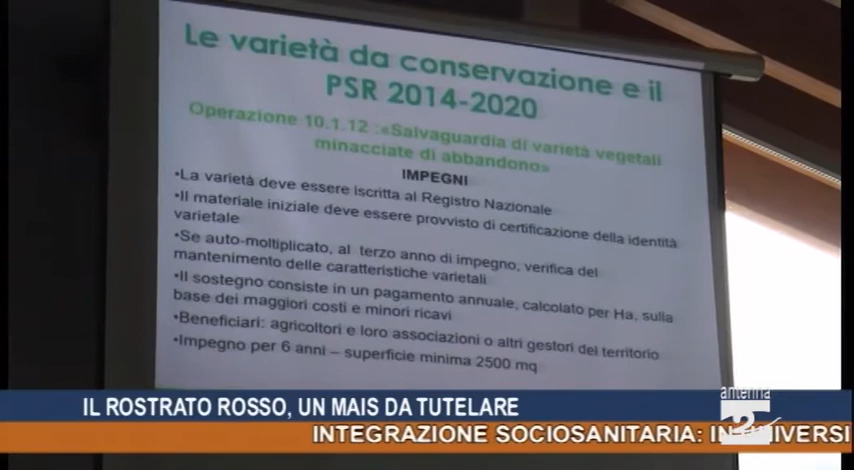 Le varietà da conservazione e il
PSR 2014-2020
Operazione 10.1.12 :«Salvaguardia di varietà vegetali
minacciate di abbandono»
IMPEGNI
•La varietà deve essere iscritta al Registro Nazionale
•Il materiale iniziale deve essere provvisto di certificazione della identità
varietale
•Se auto-moltiplicato, al terzo anno di impegno, verifica del
mantenimento delle caratteristiche varietali
•Il sostegno consiste in un pagamento annuale, calcolato per Ha, sulla
base dei maggiori costi e minori ricavi
•Beneficiari: agricoltori e loro associazioni o altri gestori del territorio
•Impegno per 6 anni – superficie minima 2500 mq
IL ROSTRATO ROSSO, UN MAIS DA TUTELARE
antenna
2
INTEGRAZIONE SOCIOSANITARIA: IN UNIVERSI